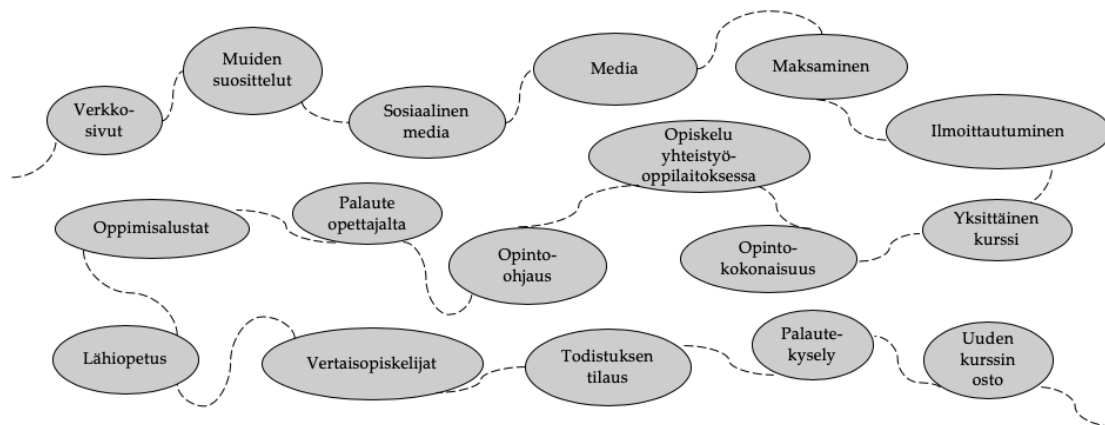 Verkko-
sivut
Muiden
suosittelut
Sosiaalinen
media
Media
Maksaminen
Ilmoittautuminen
Yksittäinen
kurssi
Opinto-
kokonaisuus
Opiskelu
yhteistyö-
oppilaitoksessa
Opinto-
ohjaus
Palaute
opettajalta
Oppimisalustat
Lähiopetus
Vertaisopiskelijat
Todistuksen
tilaus
Palaute-
kysely
Uuden
kurssin
osto